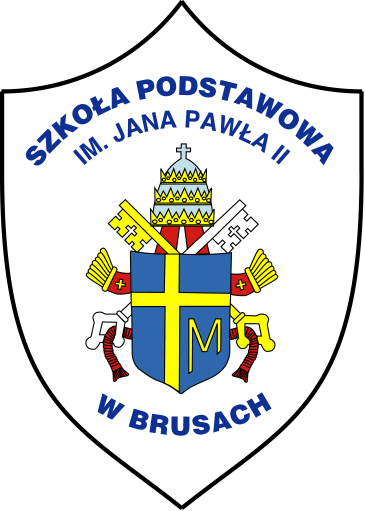 SZKOŁA PODSTAWOWA
IM. JANA PAWŁA II
M
W BRUSACH